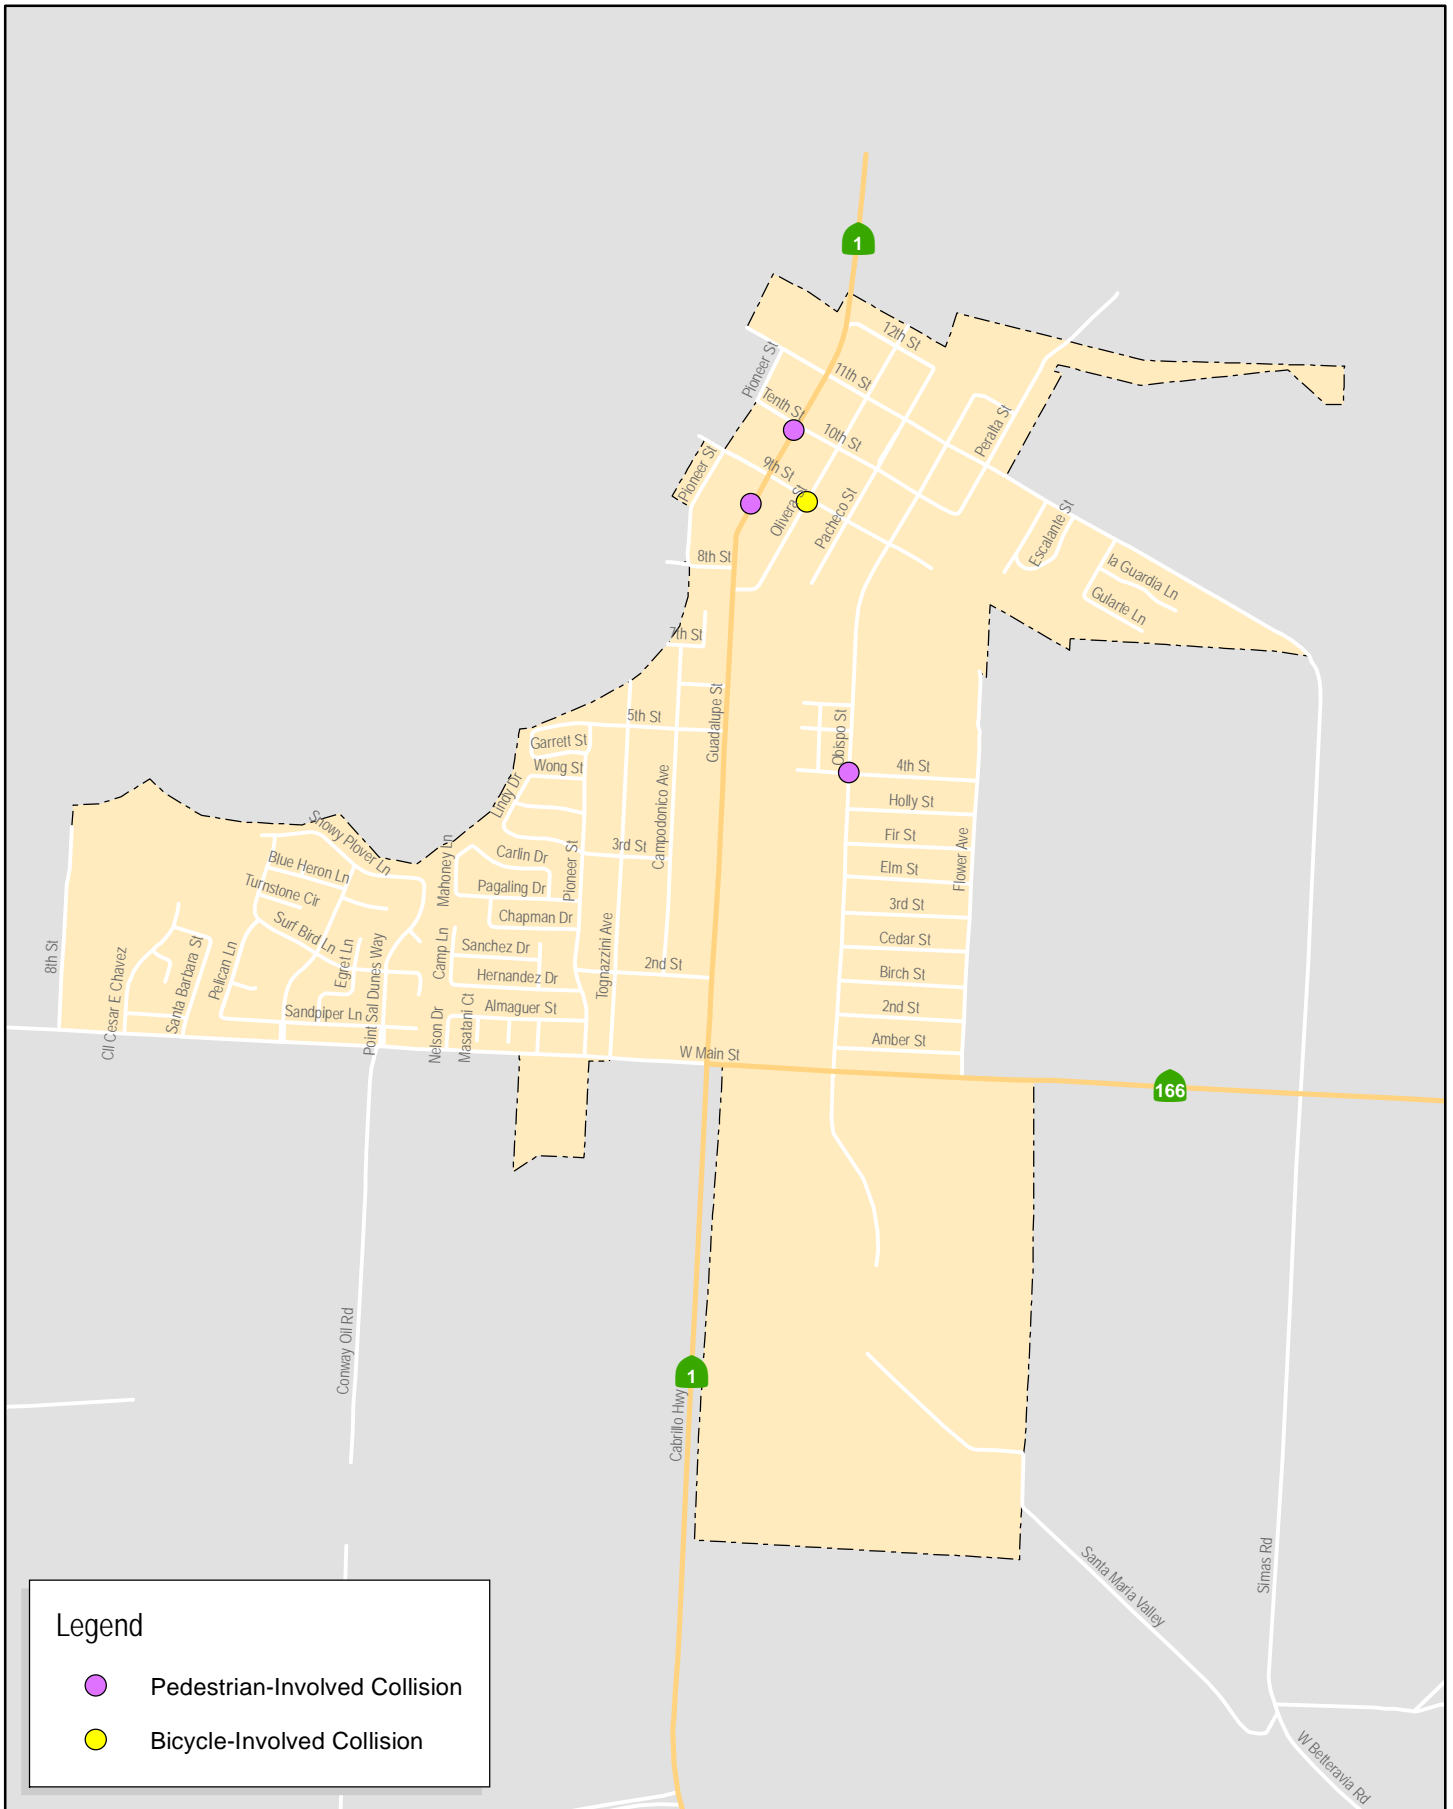 1
12th St
Pioneer St
11th St
Tenth St
10th St
Peralta St
9th St
Pioneer St
Olivera St
Pacheco St
Escalante St
8th St
la Guardia Ln
Gularte Ln
7th St
Guadalupe St
5th St
Obispo St
Garrett St
Wong St
4th St
Lindy Dr
Campodonico Ave
Holly St
Snowy Plover Ln
Fir St
Mahoney Ln
Carlin Dr
3rd St
Pioneer St
Flower Ave
Blue Heron Ln
Elm St
Turnstone Cir
Pagaling Dr
3rd St
Chapman Dr
Surf Bird Ln
Cedar St
8th St
Cll Cesar E Chavez
Santa Barbara St
Pelican Ln
Egret Ln
Point Sal Dunes Way
Camp Ln
Sanchez Dr
Tognazzini Ave
2nd St
Hernandez Dr
Birch St
Sandpiper Ln
Almaguer St
2nd St
Nelson Dr
Masatani Ct
Amber St
W Main St
166
Conway Oil Rd
1
Cabrillo Hwy
Santa Maria Valley
Simas Rd
W Betteravia Rd
Legend
Pedestrian-Involved Collision
Bicycle-Involved Collision